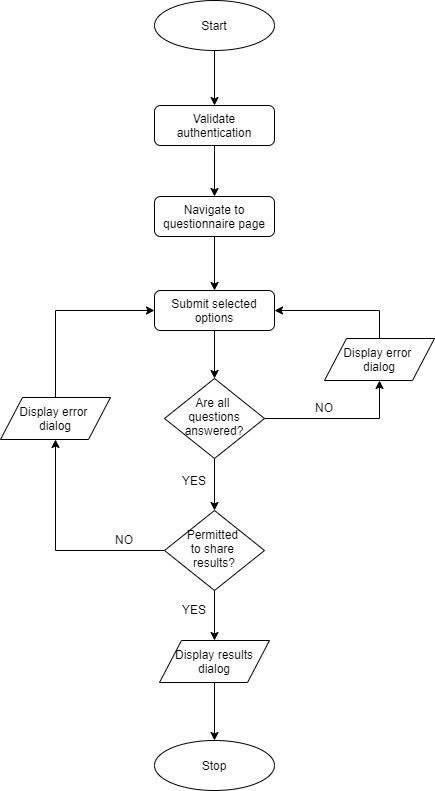 Start
Validate
authentication
Navigate to
questionnaire page
Submit selected
options
Display error
dialog
Are all
questions
answered?
NO
Display error
dialog
YES
Permitted
to share
results?
NO
YES
Display results
dialog
Stop